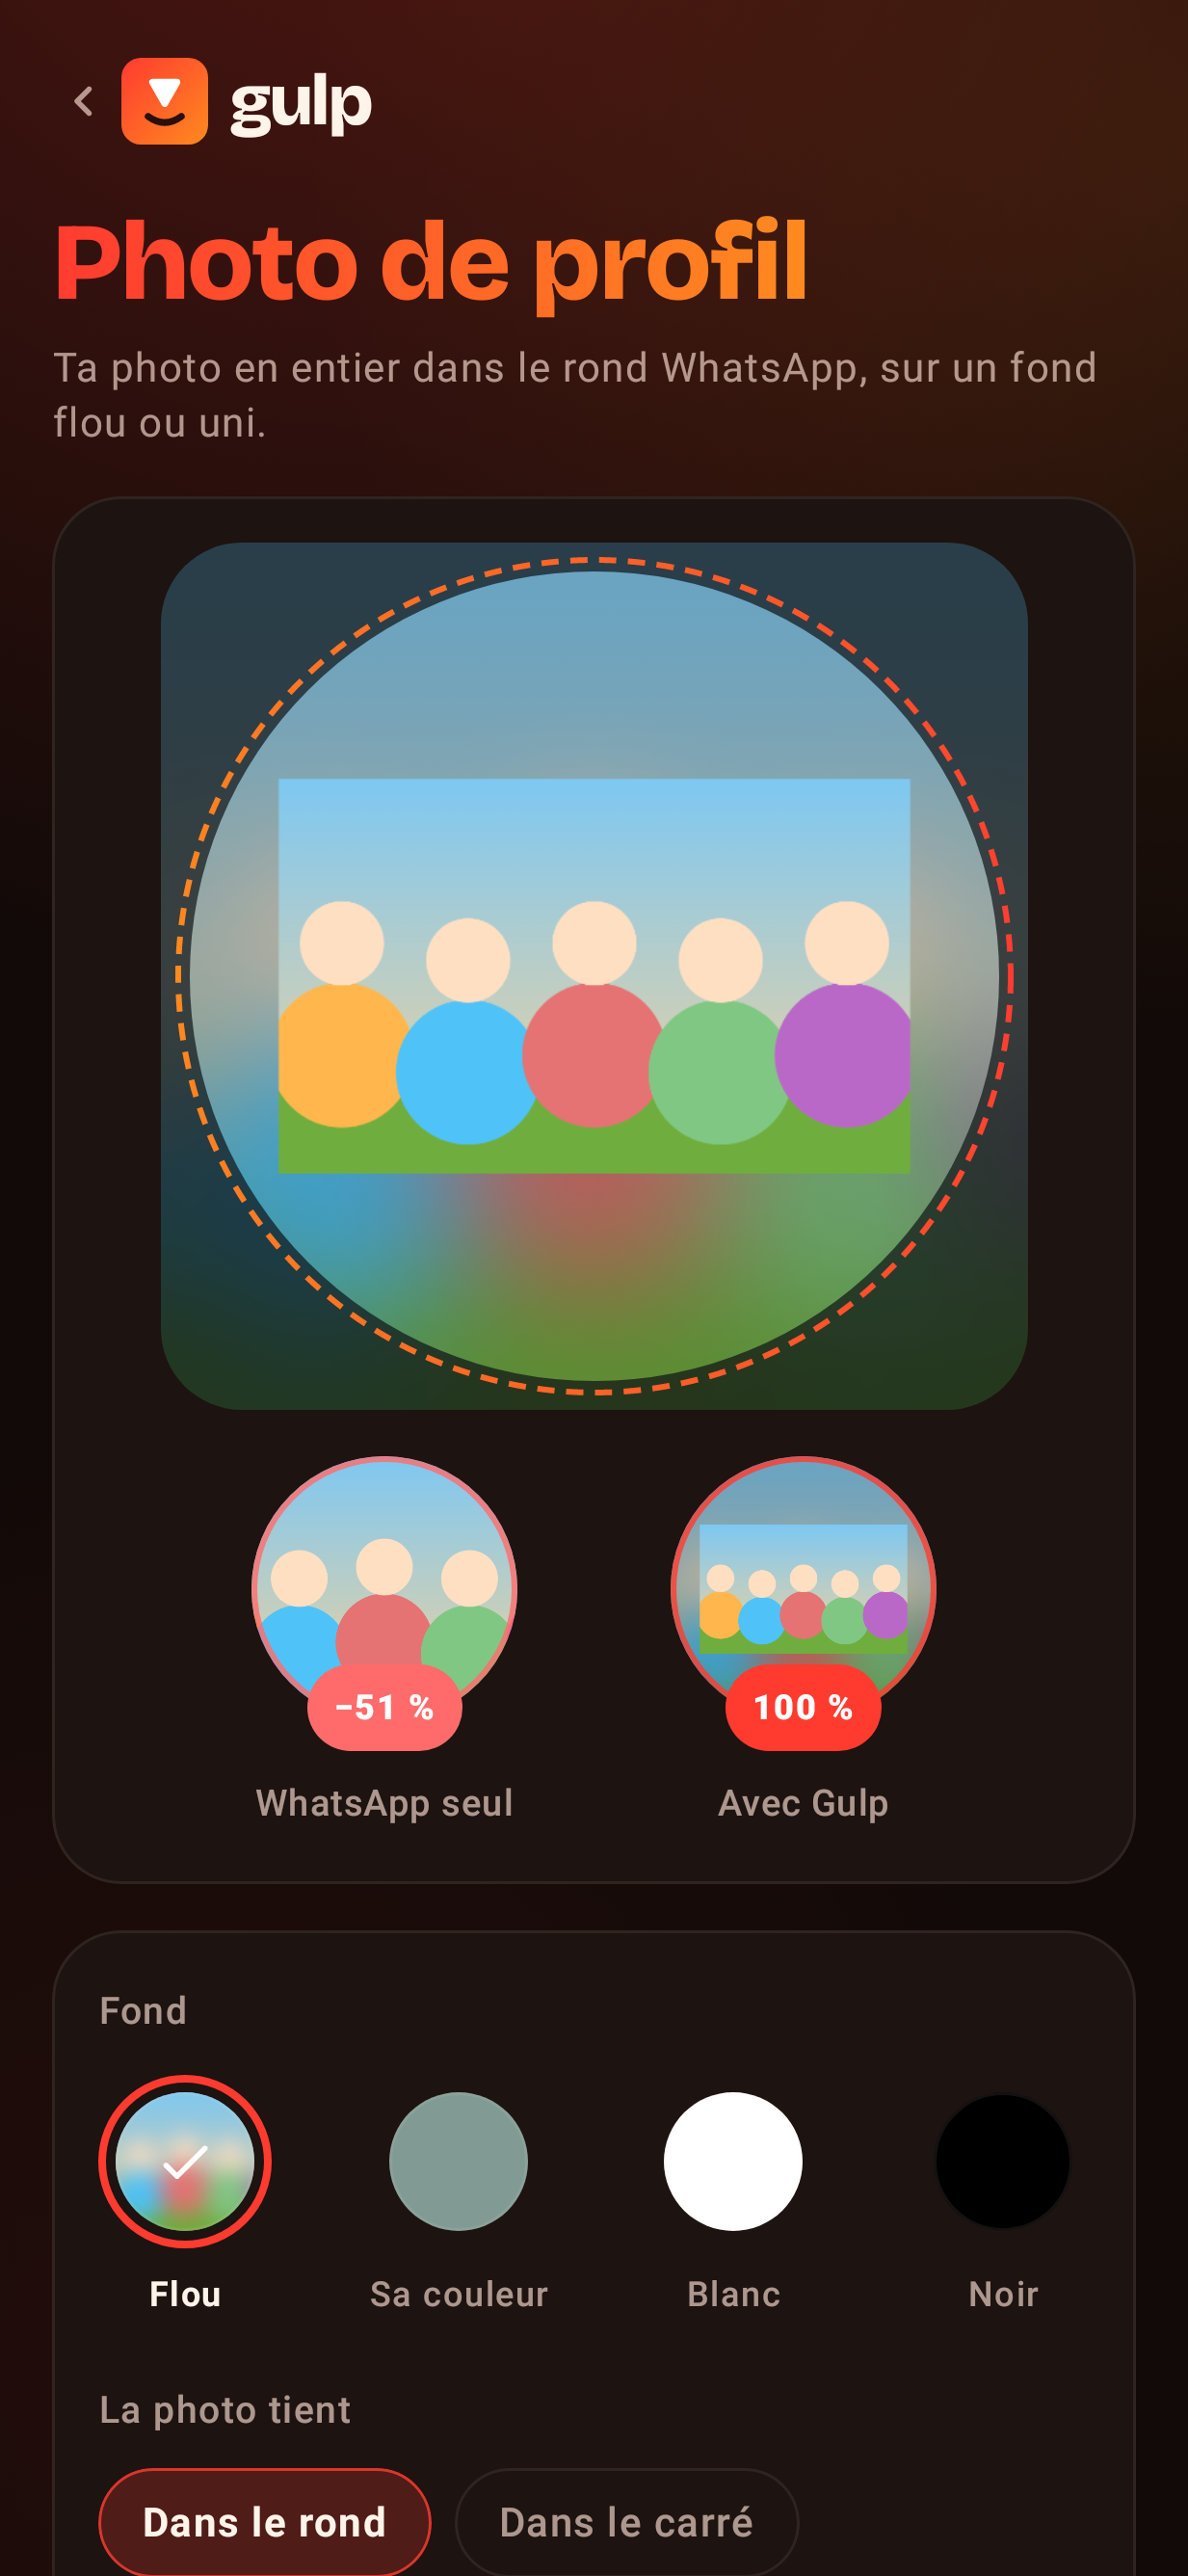 gulp
Photo de profil
Ta photo en entier dans le rond WhatsApp, sur un fond
flou ou uni.
−51 %
100 %
WhatsApp seul
Avec Gulp
Fond
Flou
Sa couleur
Blanc
Noir
La photo tient
Dans le rond
Dans le carré